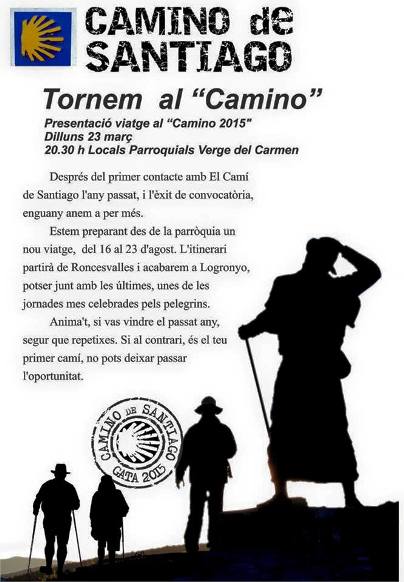 CAMINO de
SANTIAGO
Tornem al “Camino”
Presentació viatge al “Camino 2015"
Dilluns 23 març
20.30 h Locals Parroquials Verge del Carmen
Després del primer contacte amb El Camí
de Santiago l'any passat, i l'èxit de convocatòria,
enguany anem a per més.
Estem preparant des de la parròquia un
nou viatge, del 16 al 23 d'agost. L'itinerari
partirà de Roncesvalles i acabarem a Logronyo,
potser junt amb les últimes, unes de les
jornades mes celebrades pels pelegrins.
Anima't, si vas vindre el passat any,
segur que repetixes. Si al contrari, és el teu
primer camí, no pots deixar passar
l'oportunitat.
CAMINO DE SANTIAGO
GATA 2015